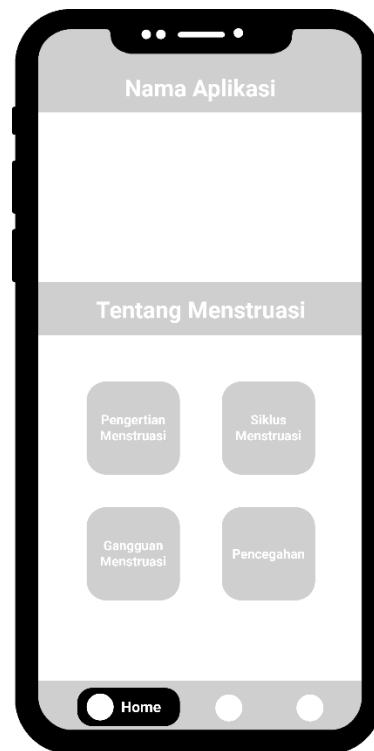 Nama Aplikasi
Tentang Menstruasi
Pengertian
Menstruasi
Siklus
Menstruasi
Gangguan
Menstruasi
Pencegahan
Home